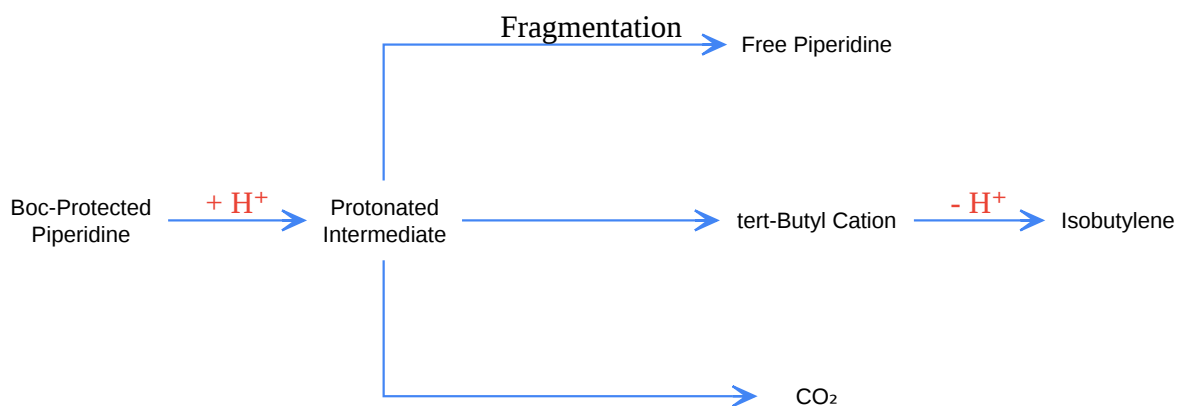 Fragmentation
Free Piperidine
Boc-Protected
Piperidine
+ H⁺
Protonated
Intermediate
tert-Butyl Cation
- H⁺
Isobutylene
CO₂